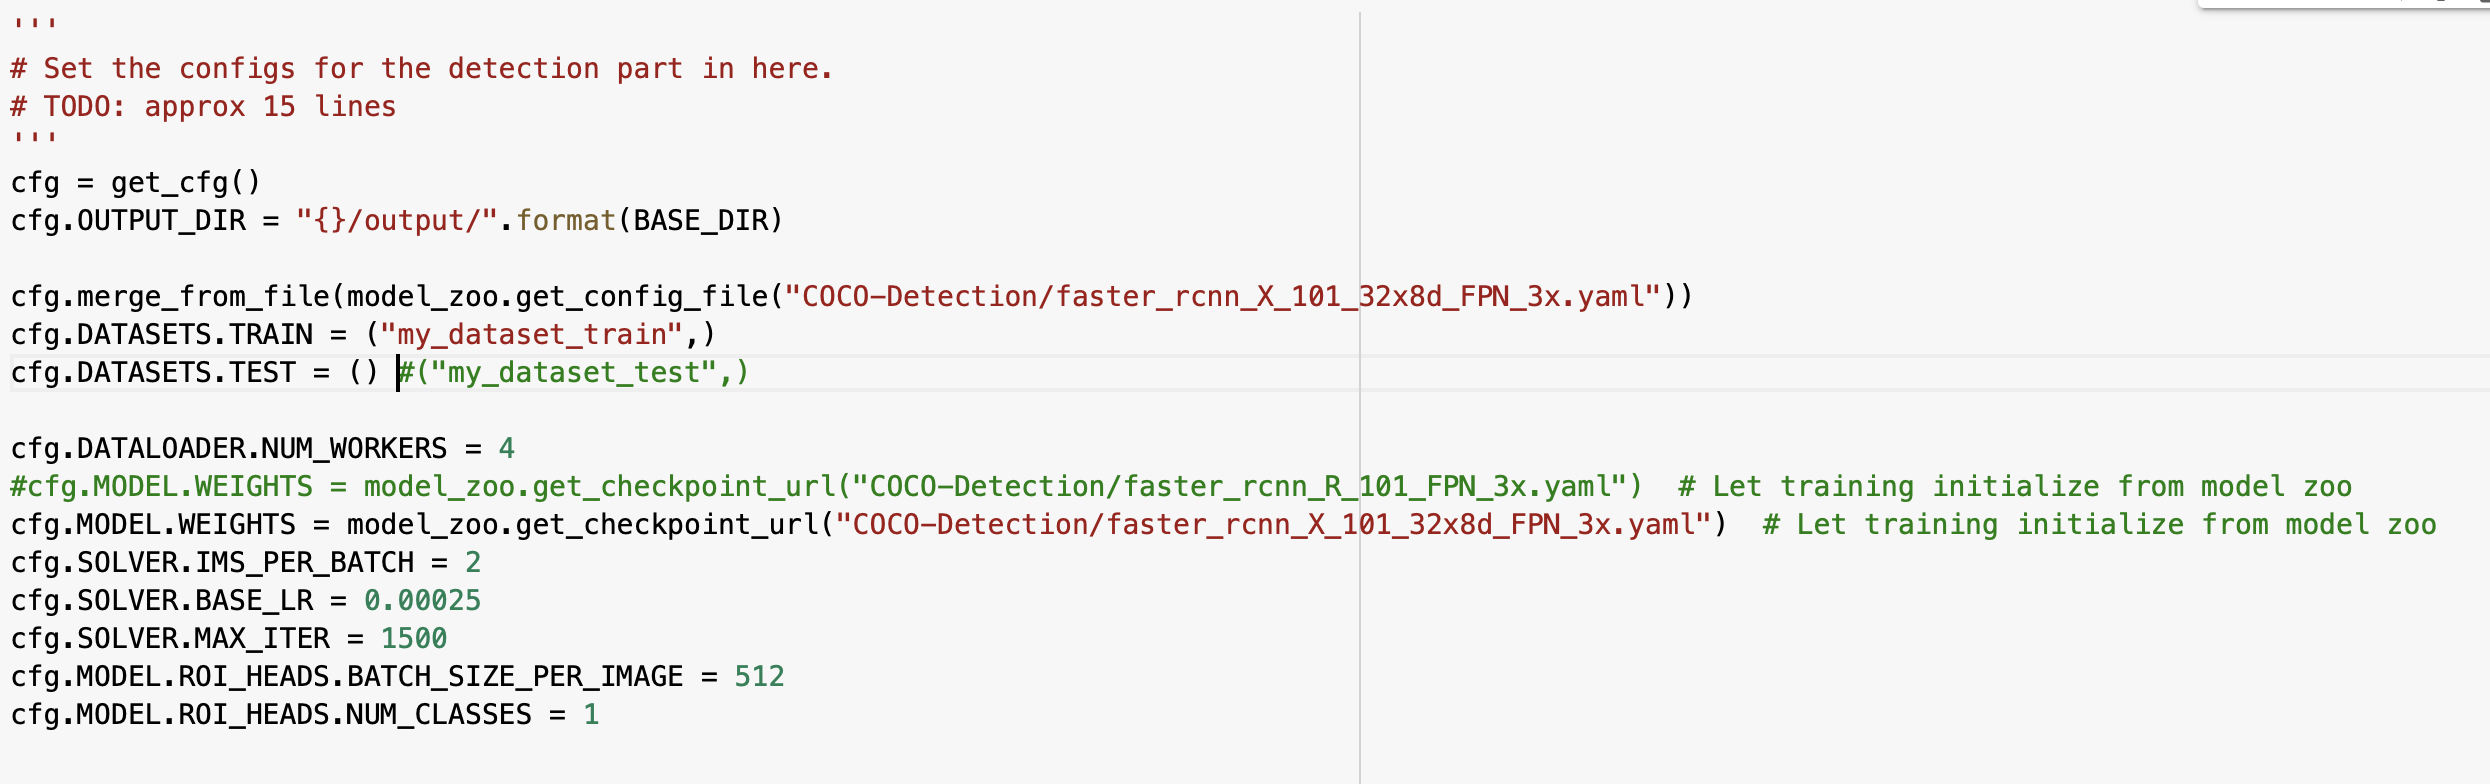 '''
# Set the configs for the detection part in here.
# TODO: approx 15 lines
'''
cfg = get_cfg()
cfg.OUTPUT_DIR = "{}/output/".format(BASE_DIR)
cfg.merge_from_file(model_zoo.get_config_file("COCO-Detection/faster_rcnn_X_101_32x8d_FPN_3x.yaml"))
cfg.DATASETS.TRAIN = ("my_dataset_train",)
cfg.DATASETS.TEST = () #("my_dataset_test",)
cfg.DATALOADER.NUM_WORKERS = 4
#cfg.MODEL.WEIGHTS = model_zoo.get_checkpoint_url("COCO-Detection/faster_rcnn_R_101_FPN_3x.yaml")  # Let training initialize from model zoo
cfg.MODEL.WEIGHTS = model_zoo.get_checkpoint_url("COCO-Detection/faster_rcnn_X_101_32x8d_FPN_3x.yaml")  # Let training initialize from model zoo
cfg.SOLVER.IMS_PER_BATCH = 2
cfg.SOLVER.BASE_LR = 0.00025
cfg.SOLVER.MAX_ITER = 1500
cfg.MODEL.ROI_HEADS.BATCH_SIZE_PER_IMAGE = 512
cfg.MODEL.ROI_HEADS.NUM_CLASSES = 1